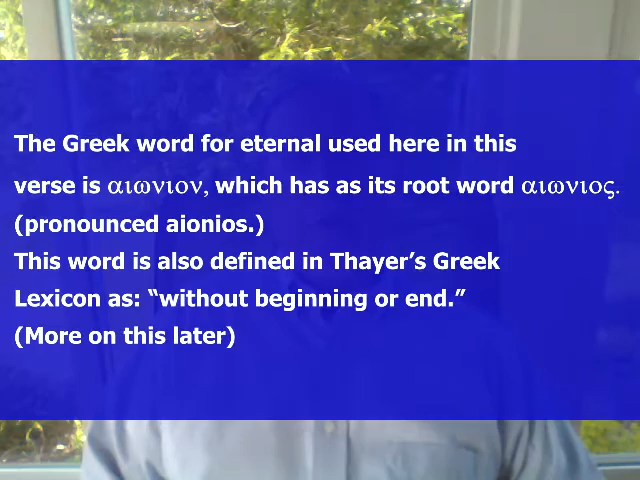 The Greek word for eternal used here in this
verse is αιωνιον, which has as its root word αιωνιος.
(pronounced aionios.)
This word is also defined in Thayer’s Greek
Lexicon as: “without beginning or end.”
(More on this later)